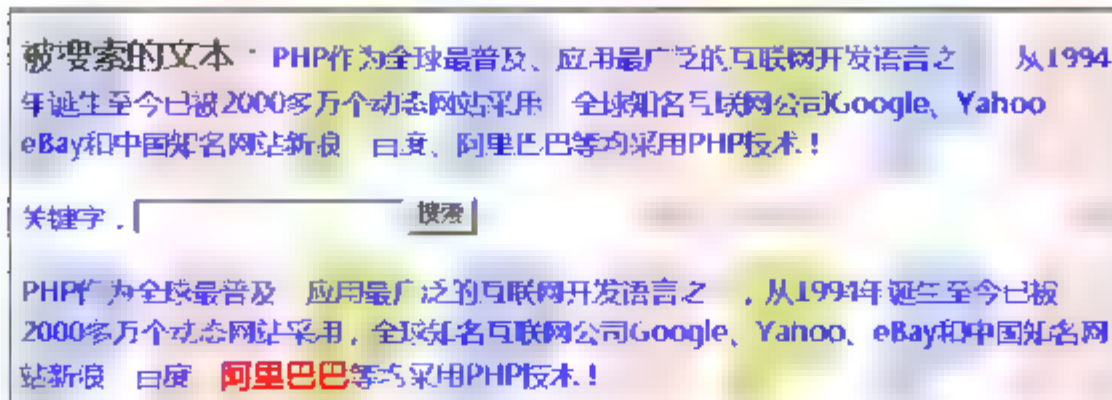 被搜索的文本： PHP作为全球最普及、应用最广泛的互联网开发语言之一，从1994
年诞生至今已被2000多万个动态网站采用，全球知名互联网公司Google、Yahoo
eBay和中国知名网站新浪、百度、阿里巴巴等均采用PHP技术！
关键字： 搜索
PHP作为全球最普及、应用最广泛的互联网开发语言之一，从1994年诞生至今已被
2000多万个动态网站采用，全球知名互联网公司Google、Yahoo、eBay和中国知名网
站新浪、百度、阿里巴巴等均采用PHP技术！